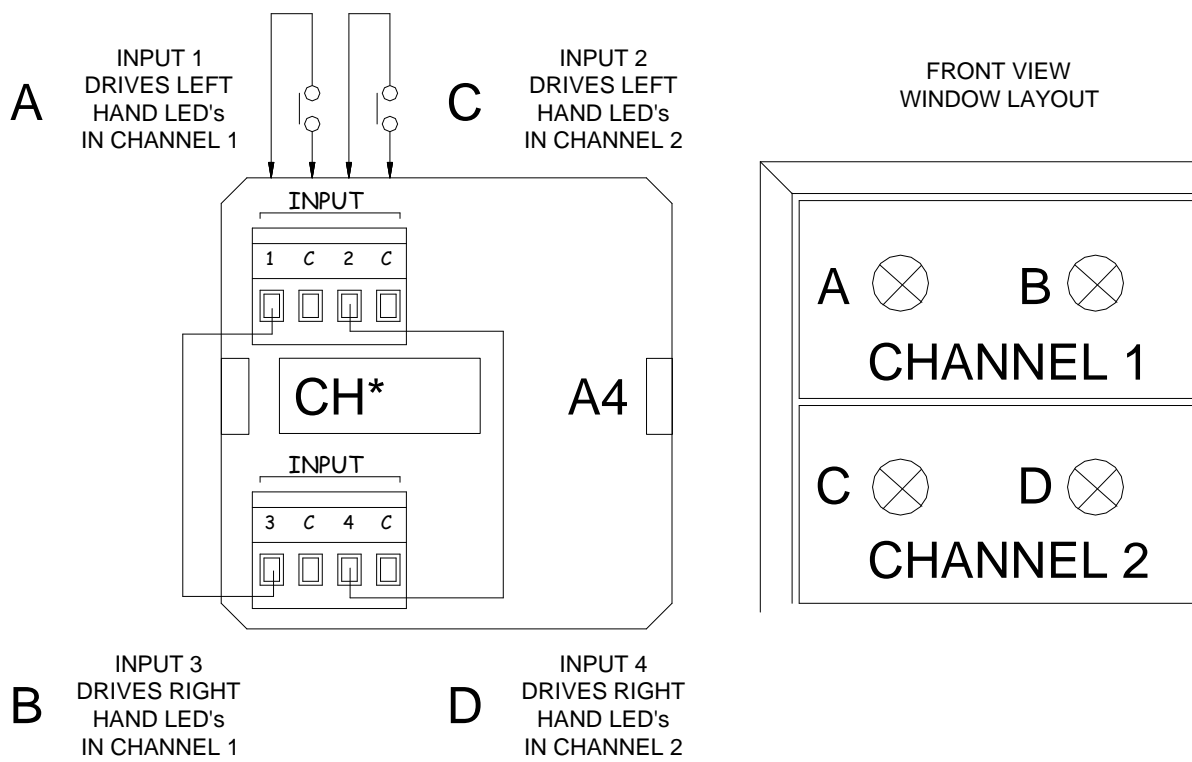 A
INPUT 1
DRIVES LEFT
HAND LED's
IN CHANNEL 1
C
INPUT 2
DRIVES LEFT
HAND LED's
IN CHANNEL 2
FRONT VIEW
WINDOW LAYOUT
INPUT
1 C 2 C
CH*
A4
INPUT
3 C 4 C
A B
CHANNEL 1
C D
CHANNEL 2
B
INPUT 3
DRIVES RIGHT
HAND LED's
IN CHANNEL 1
D
INPUT 4
DRIVES RIGHT
HAND LED's
IN CHANNEL 2